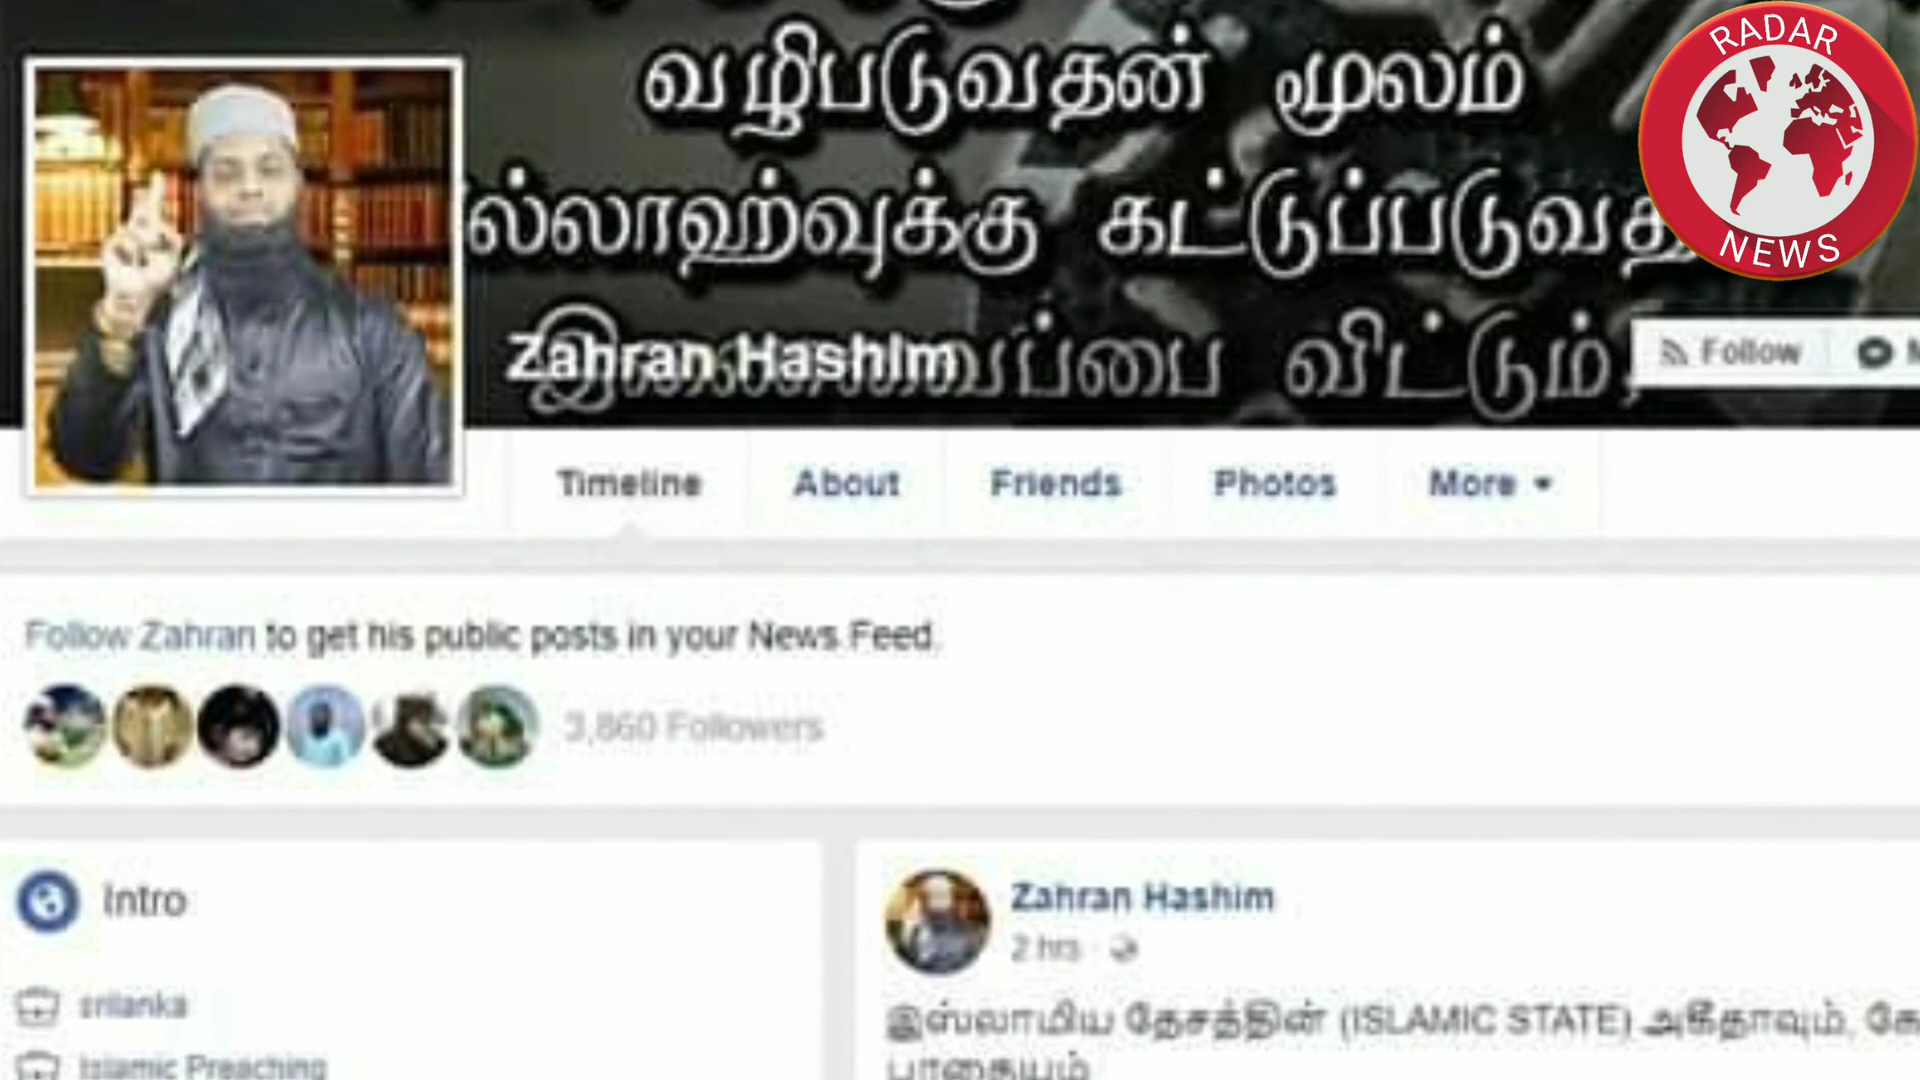 வழிபடுவதன் மூலம்
ல்லாஹ்வுக்கு கட்டுப்படுவத
Zahran Hashim
விட்டும்,
RADAR
NEWS
Follow
Timeline
About
Friends
Photos
More
Follow Zahran to get his public posts in your News Feed.
3,860 Followers
Intro
srilanka
Islamic Preaching
Zahran Hashim
2 hrs
இஸ்லாமிய தேசத்தின் (ISLAMIC STATE) அகீதாவும், கோ
பாதையும்